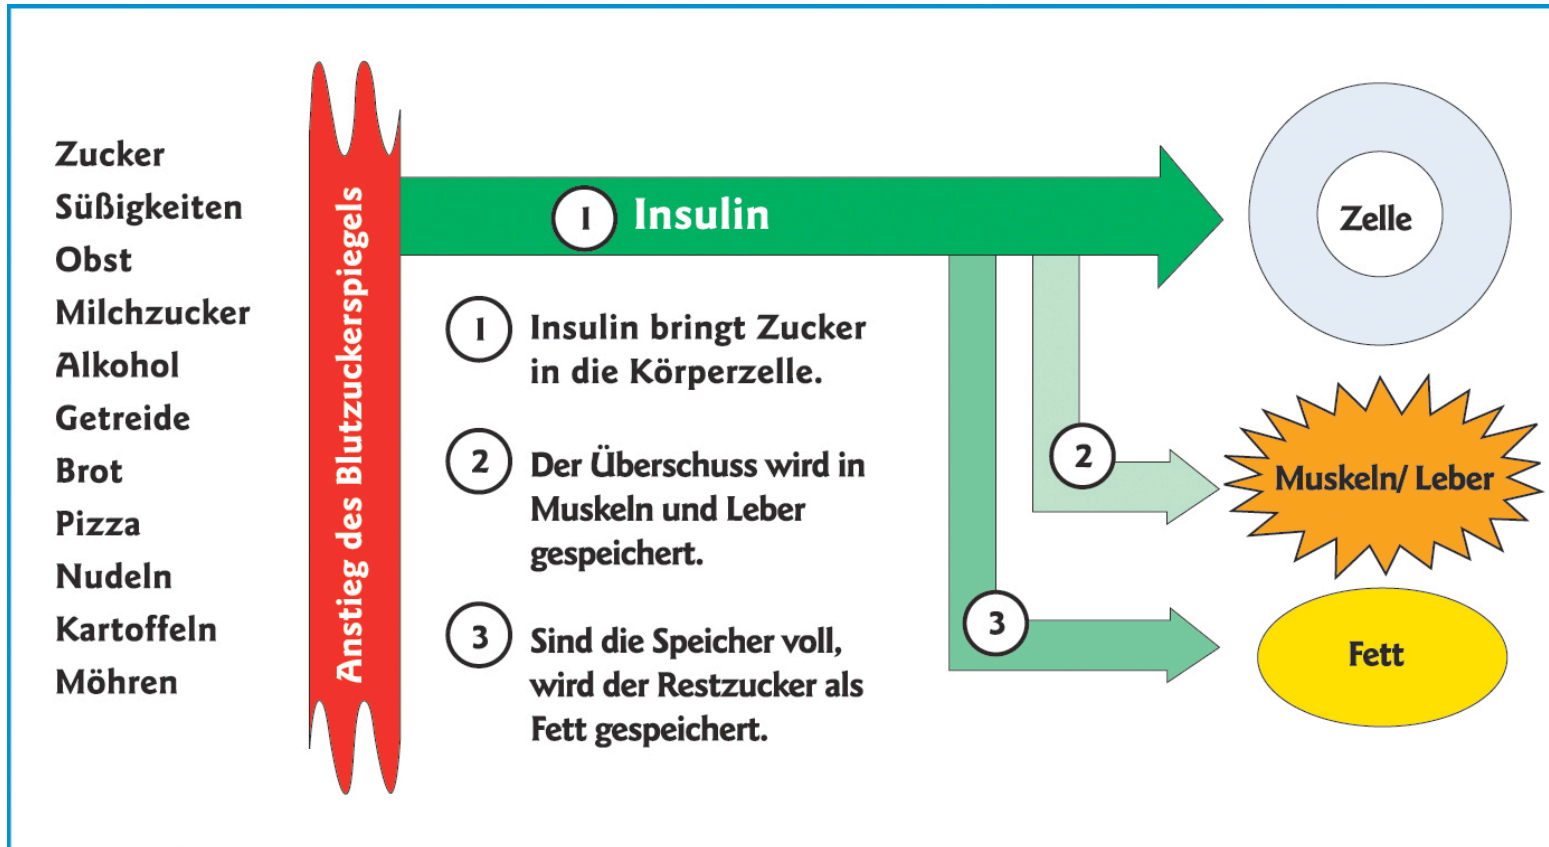 Zucker
Süßigkeiten
Obst
Milchzucker
Alkohol
Getreide
Brot
Pizza
Nudeln
Kartoffeln
Möhren
Anstieg des Blutzuckerspiegels
1 Insulin
1 Insulin bringt Zucker
in die Körperzelle.
2 Der Überschuss wird in
Muskeln und Leber
gespeichert.
3 Sind die Speicher voll,
wird der Restzucker als
Fett gespeichert.
Zelle
2
Muskeln/ Leber
3
Fett